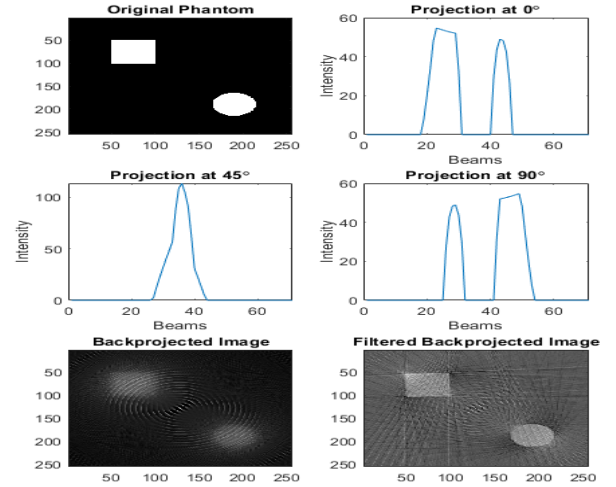 Original Phantom
50
100
150
200
250
50 100 150 200 250
Projection at 0°
Intensity
60
40
20
0
0 20 40 60
Beams
Projection at 45°
Intensity
100
50
0
0 20 40 60
Beams
Projection at 90°
Intensity
60
40
20
0
0 20 40 60
Beams
Backprojected Image
50
100
150
200
250
50 100 150 200 250
Filtered Backprojected Image
50
100
150
200
250
50 100 150 200 250